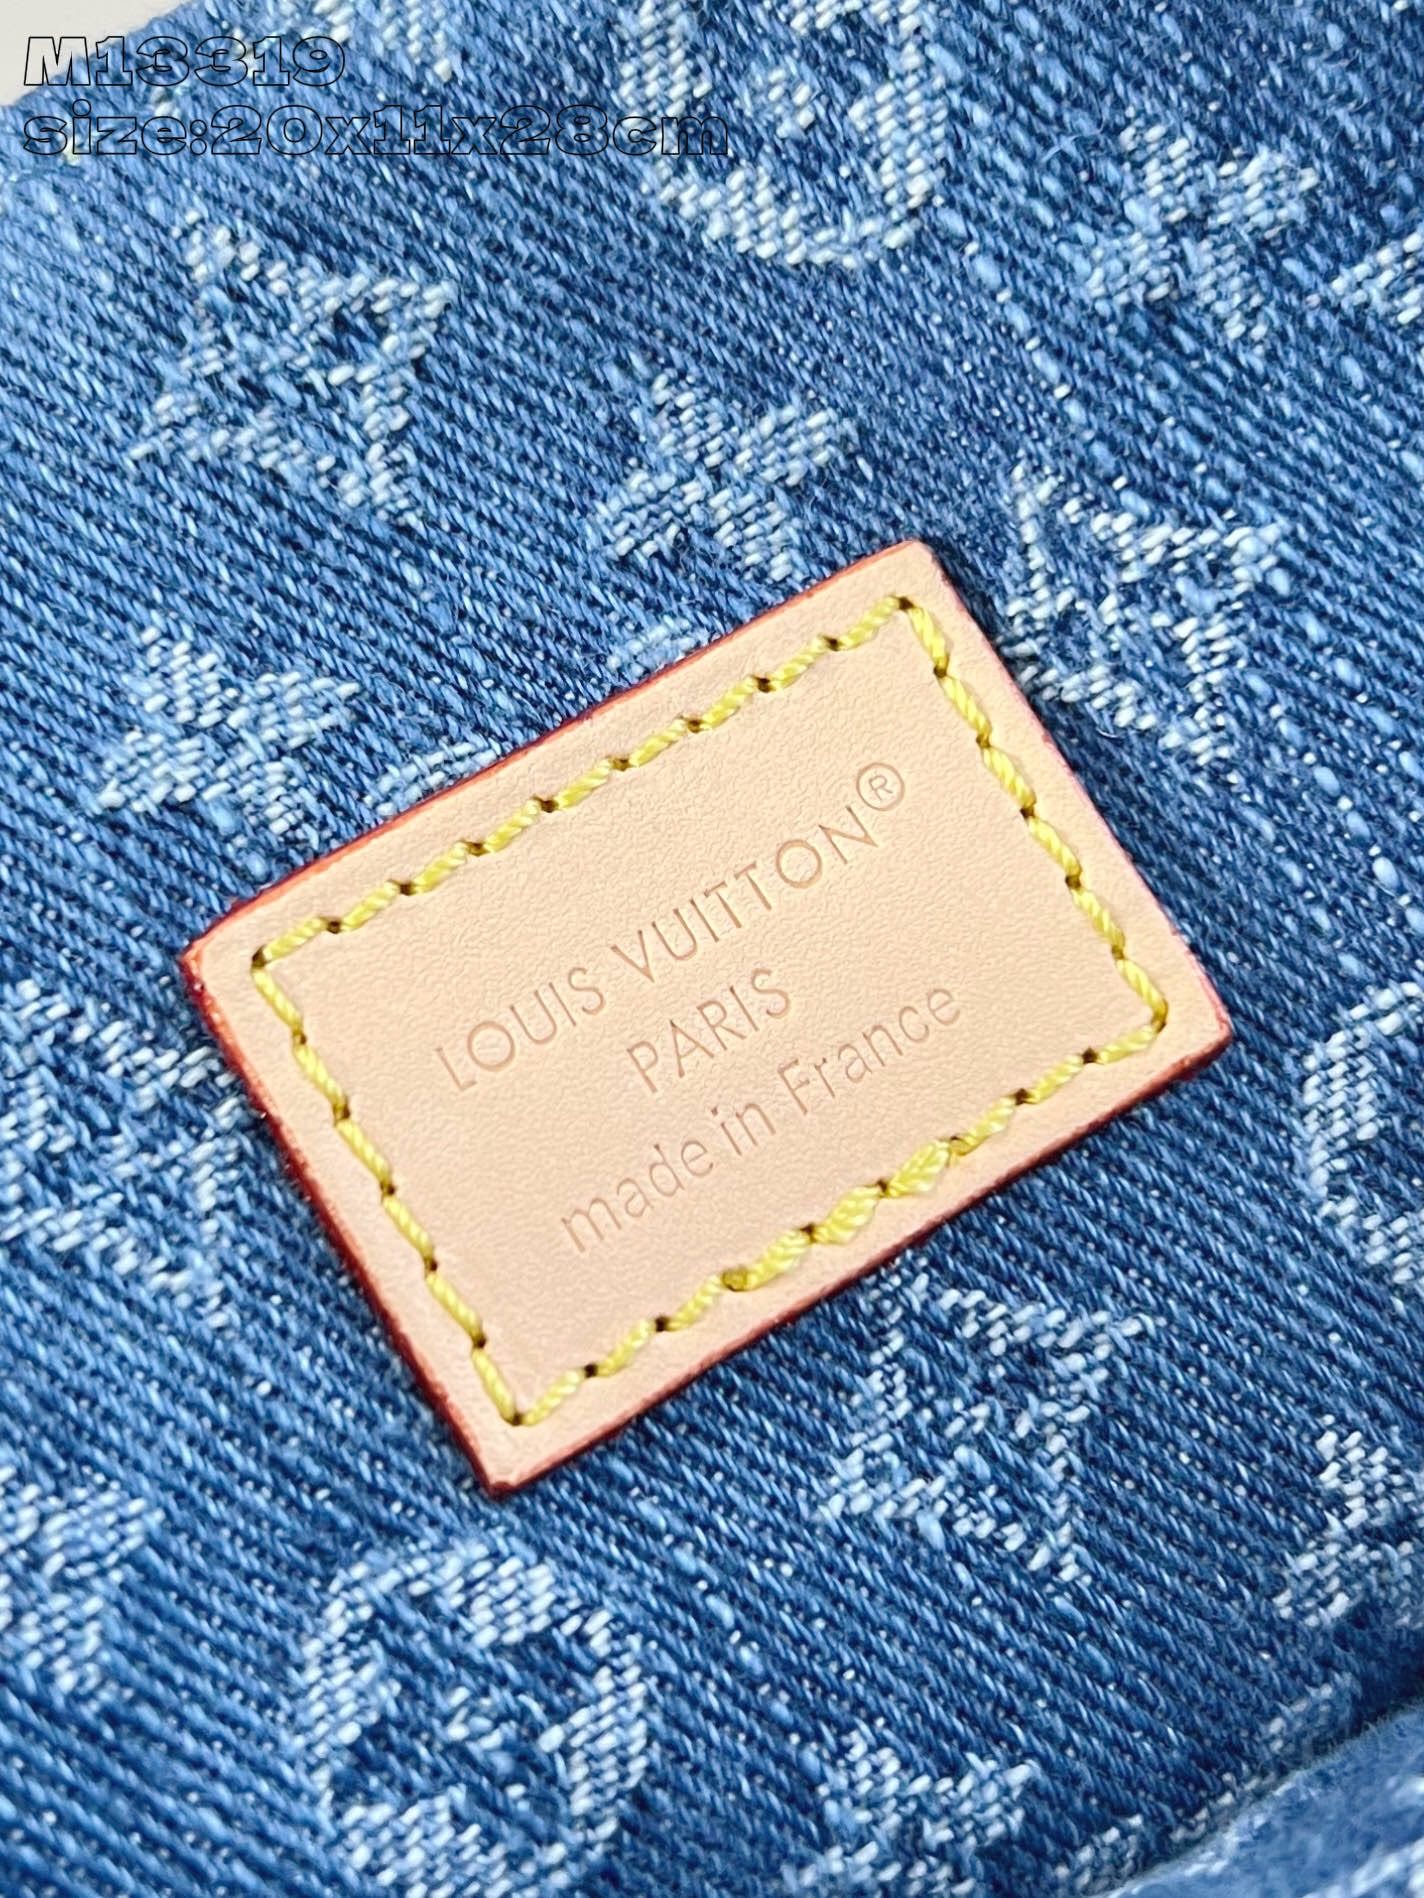 M13319
size:20x11x28cm
LOUIS VUITTON®
PARIS
made in France